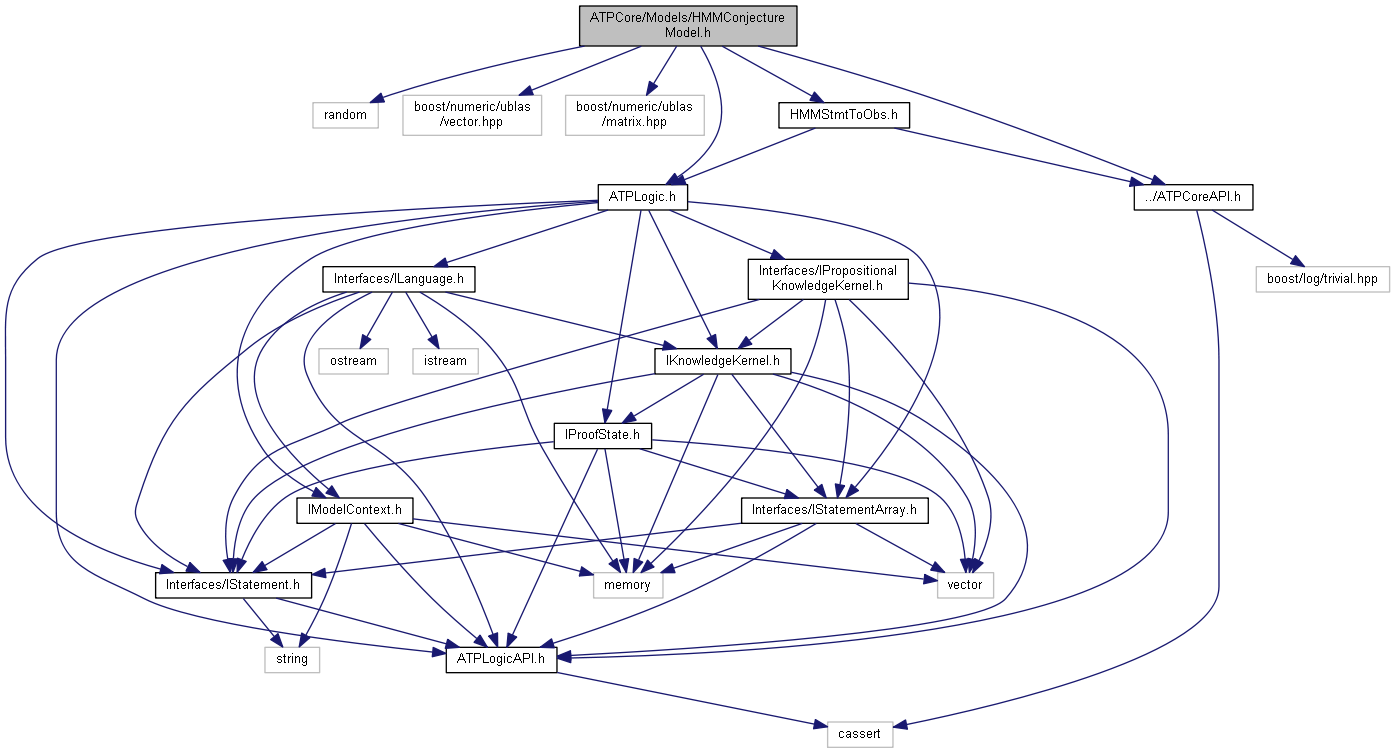 ATPCore/Models/HMMConjecture
Model.h
random
boost/numeric/ublas
/vector.hpp
boost/numeric/ublas
/matrix.hpp
HMMStmtToObs.h
ATPLogic.h
../ATPCoreAPI.h
Interfaces/ILanguage.h
Interfaces/IPropositional
KnowledgeKernel.h
boost/log/trivial.hpp
ostream
istream
IKnowledgeKernel.h
IProofState.h
IModelContext.h
Interfaces/IStatementArray.h
Interfaces/IStatement.h
memory
vector
string
ATPLogicAPI.h
cassert